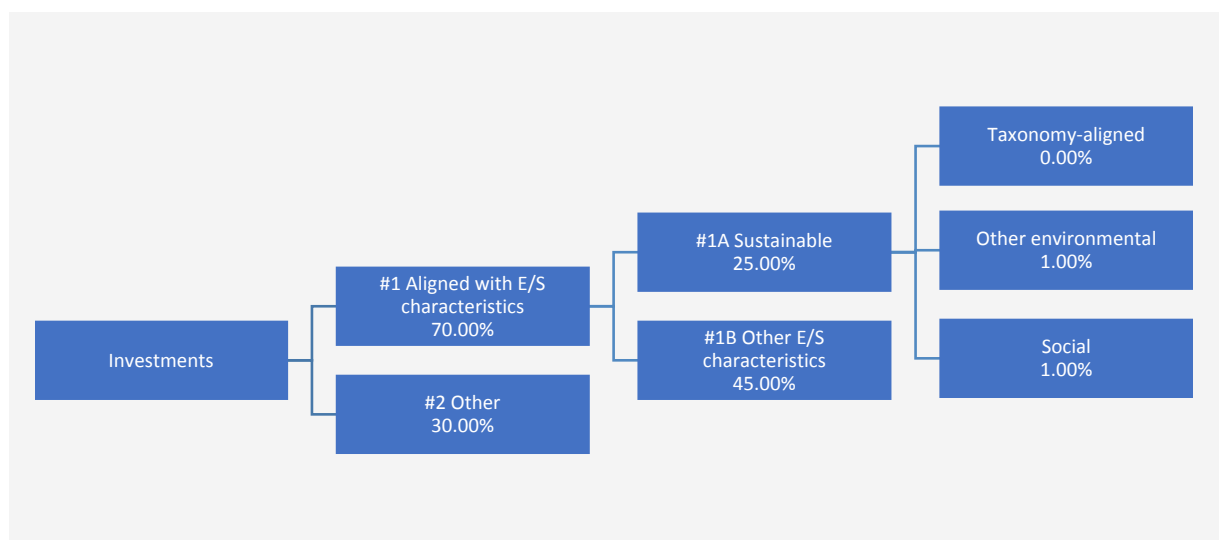 Investments
#1 Aligned with E/S
characteristics
70.00%
#2 Other
30.00%
#1A Sustainable
25.00%
#1B Other E/S
characteristics
45.00%
Taxonomy-aligned
0.00%
Other environmental
1.00%
Social
1.00%